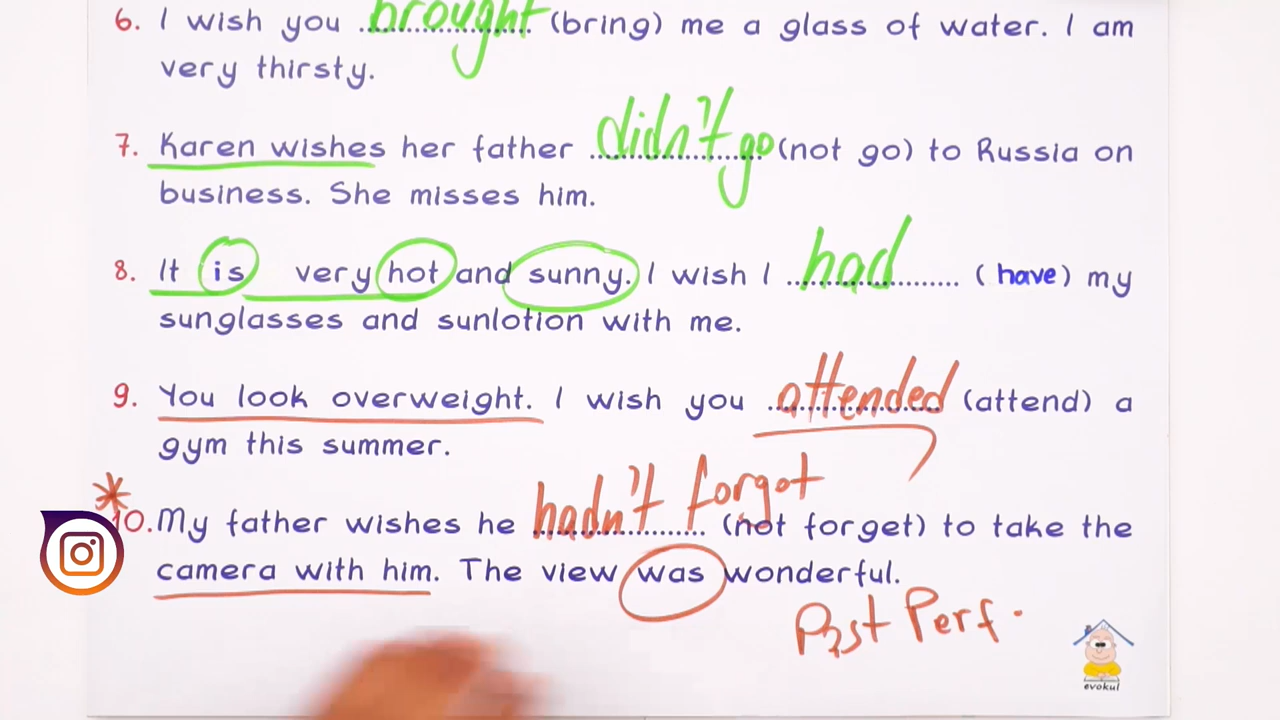 6. I wish you brought (bring) me a glass of water. I am
very thirsty.
7. Karen wishes her father didn't go (not go) to Russia on
business. She misses him.
8. It is very hot and sunny. I wish I had (have) my
sunglasses and sunlotion with me.
9. You look overweight. I wish you attended (attend) a
gym this summer.
*
10. My father wishes he hadn't forgot (not forget) to take the
camera with him. The view was wonderful.
Past Perf.
evokul